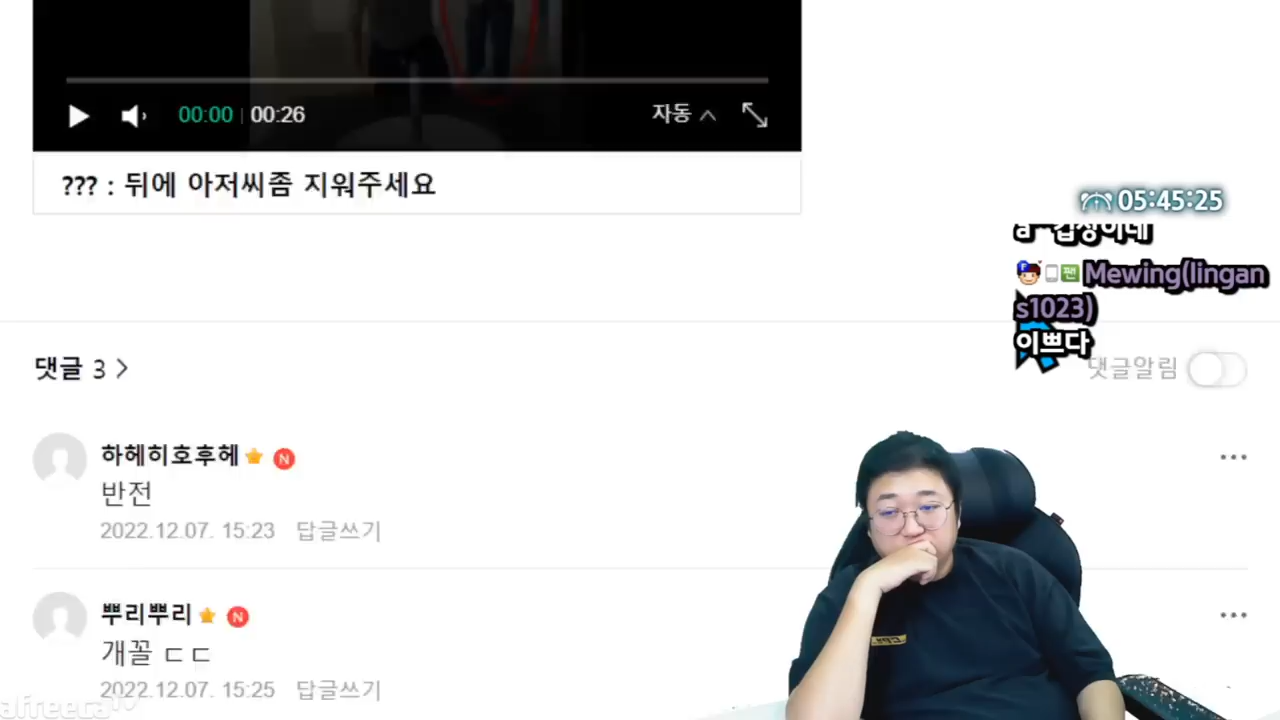 00:00 00:26 자동
??? : 뒤에 아저씨좀 지워주세요
05:45:25
Mewing(lingan
s1023)
이쁘다
댓글 3
댓글알림
하헤히호후헤 N
반전
2022.12.07. 15:23 답글쓰기
뿌리뿌리 N
개꼴 ㄷㄷ
2022.12.07. 15:25 답글쓰기
afreecaTV